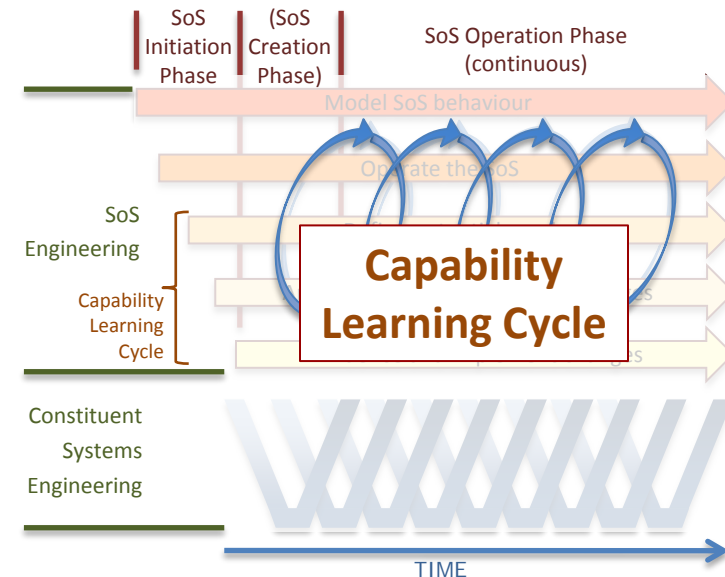 SoS
Initiation
Phase
(SoS
Creation
Phase)
SoS Operation Phase
(continuous)
Model SoS behaviour
Operate the SoS
SoS
Engineering
Capability
Learning
Cycle
Capability
Learning Cycle
Constituent
Systems
Engineering
TIME